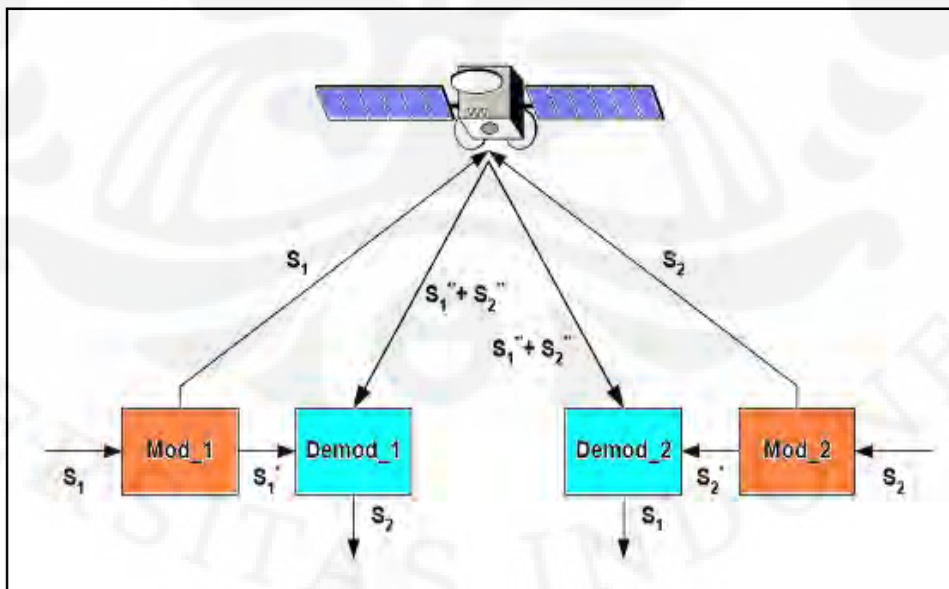 S₁
S₂
S₁''+ S₂''
S₁'''+ S₂'''
Mod_1
Demod_1
Demod_2
Mod_2
S₁
S₁'
S₂'
S₂
S₂
S₁